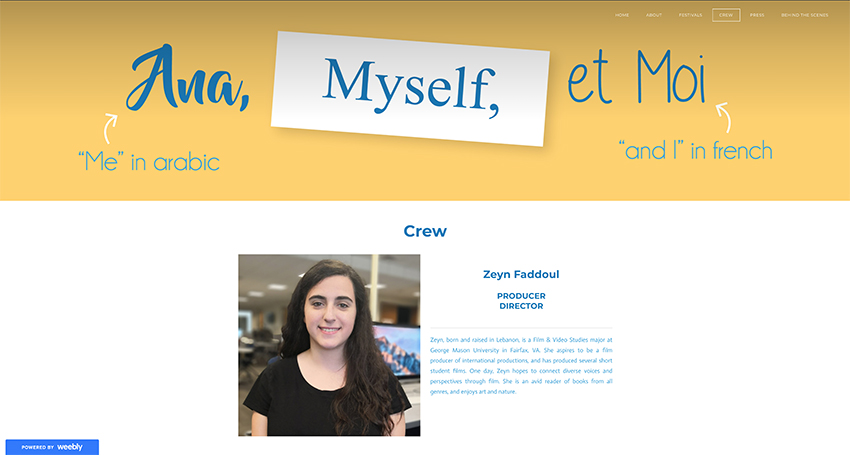 HOME ABOUT FESTIVALS CREW PRESS BEHIND THE SCENES
Ana, Myself, et Moi
“Me” in arabic
“and I” in french
Crew
Zeyn Faddoul
PRODUCER
DIRECTOR
Zeyn, born and raised in Lebanon, is a Film & Video Studies major at
George Mason University in Fairfax, VA. She aspires to be a film
producer of international productions, and has produced several short
student films. One day, Zeyn hopes to connect diverse voices and
perspectives through film. She is an avid reader of books from all
genres, and enjoys art and nature.
POWERED BY weebly